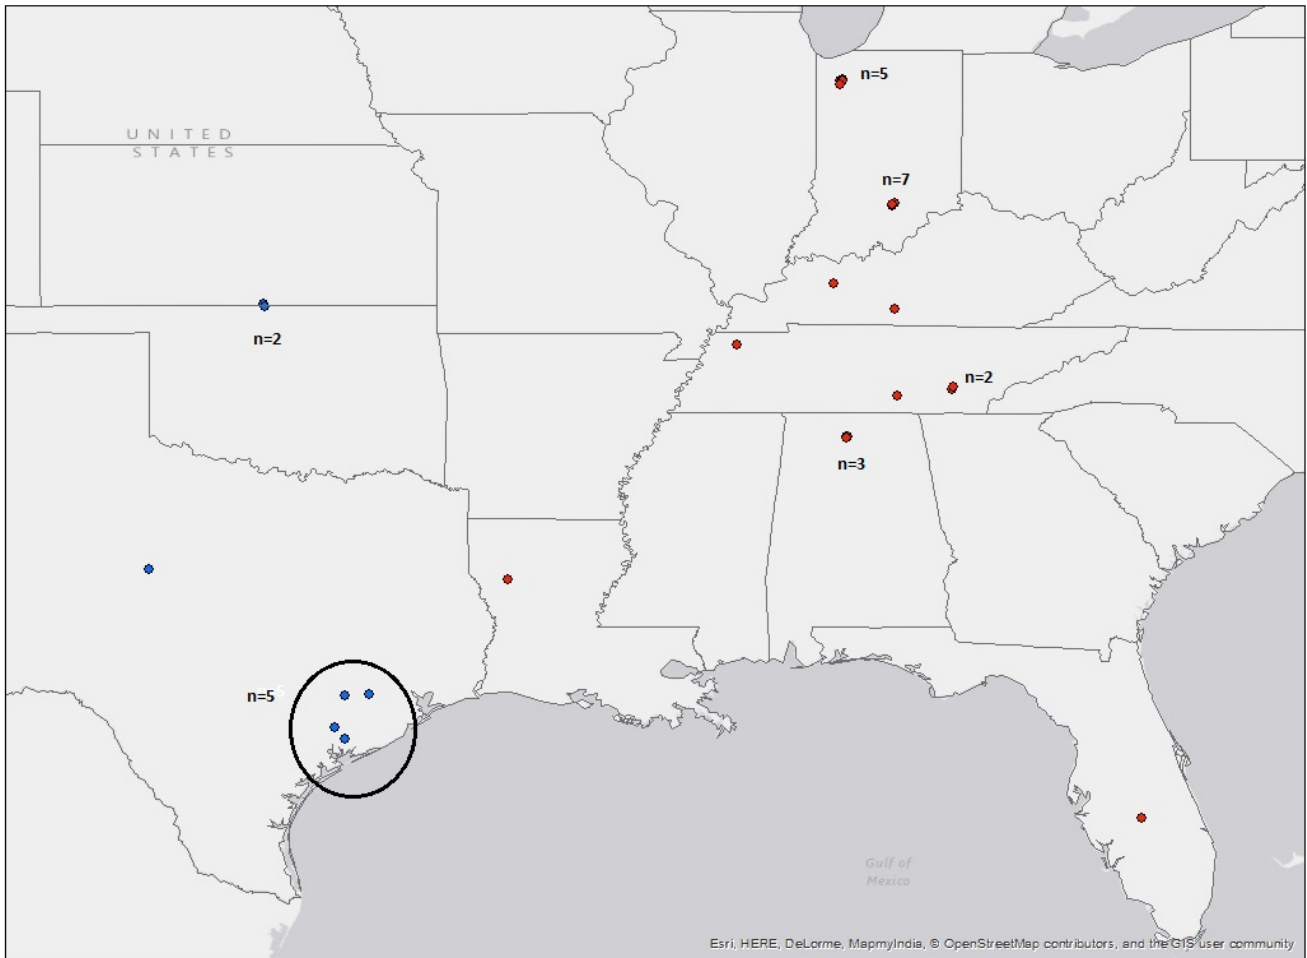 n=5
UNITED
STATES
n=7
n=2
n=2
n=3
n=5
Gulf of
Mexico
Esri, HERE, DeLorme, MapmyIndia, © OpenStreetMap contributors, and the GIS user community